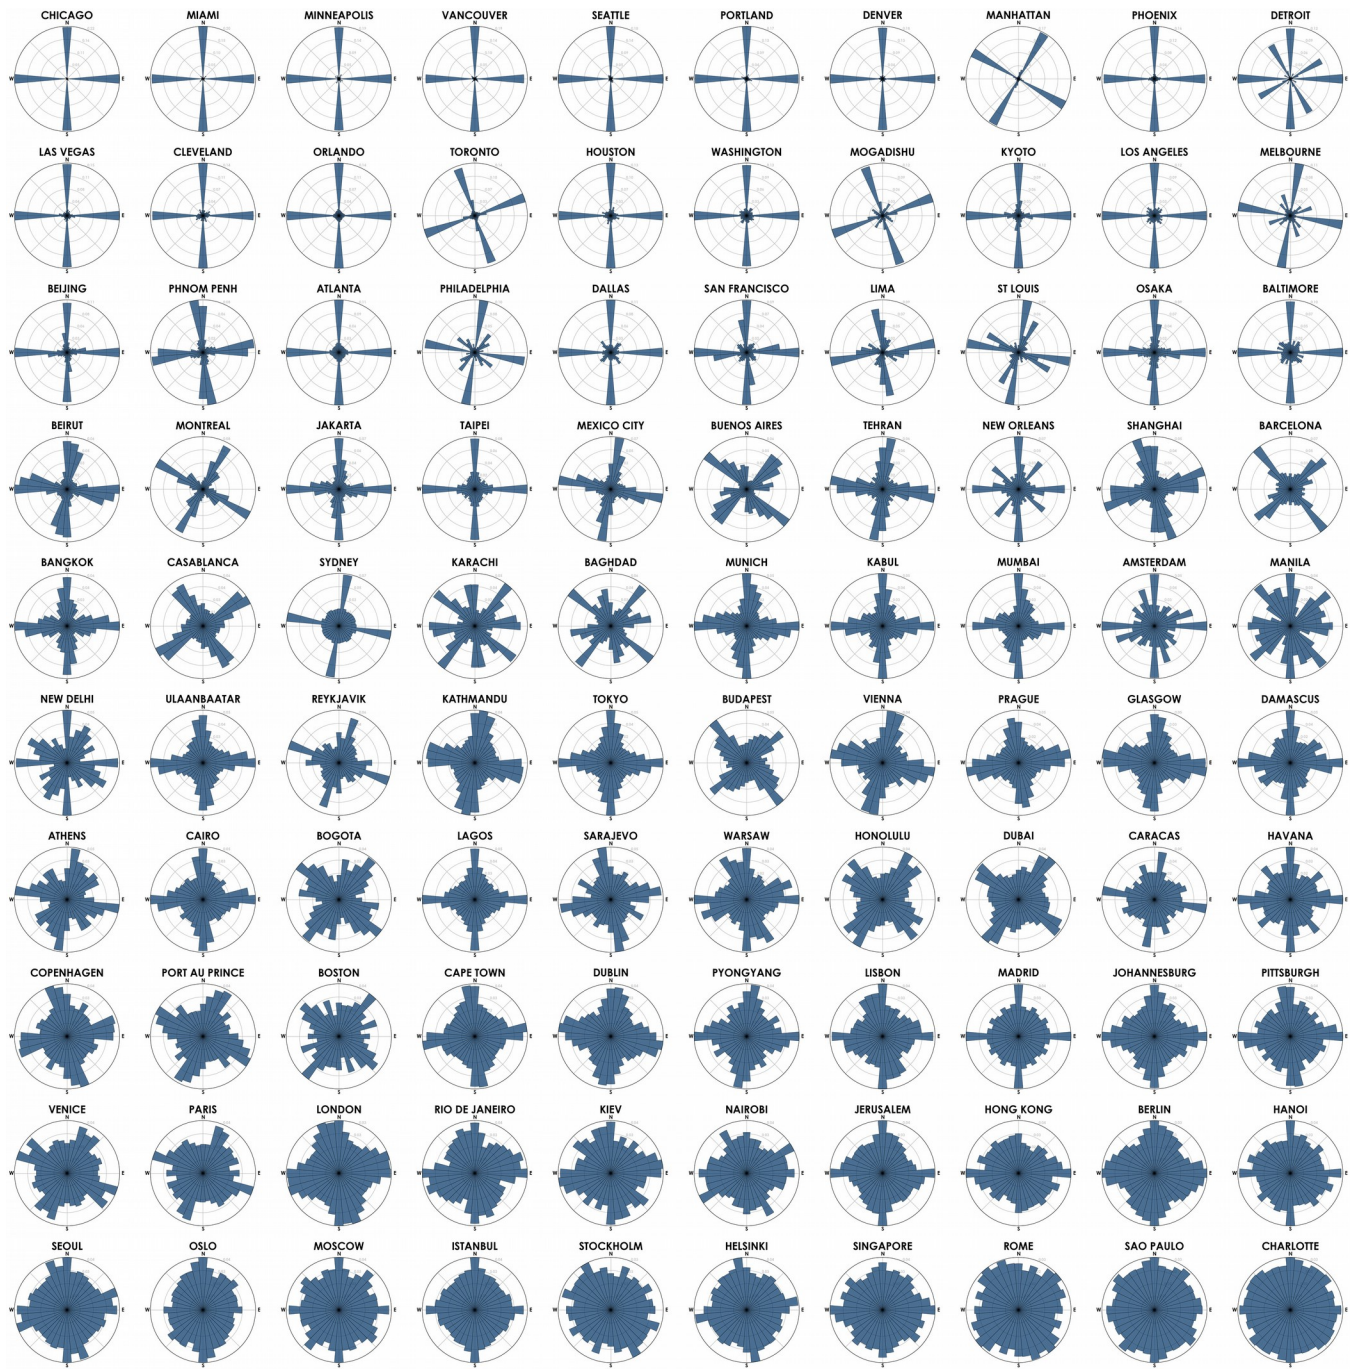 CHICAGO MIAMI MINNEAPOLIS VANCOUVER SEATTLE PORTLAND DENVER MANHATTAN PHOENIX DETROIT
N N N N N N N N N N
W E W E W E W E W E W E W E W E W E W E
S S S S S S S S S S
LAS VEGAS CLEVELAND ORLANDO TORONTO HOUSTON WASHINGTON MOGADISHU KYOTO LOS ANGELES MELBOURNE
N N N N N N N N N N
W E W E W E W E W E W E W E W E W E W E
S S S S S S S S S S
BEIJING PHNOM PENH ATLANTA PHILADELPHIA DALLAS SAN FRANCISCO LIMA ST LOUIS OSAKA BALTIMORE
N N N N N N N N N N
W E W E W E W E W E W E W E W E W E W E
S S S S S S S S S S
BEIRUT MONTREAL JAKARTA TAIPEI MEXICO CITY BUENOS AIRES TEHRAN NEW ORLEANS SHANGHAI BARCELONA
N N N N N N N N N N
W E W E W E W E W E W E W E W E W E W E
S S S S S S S S S S
BANGKOK CASABLANCA SYDNEY KARACHI BAGHDAD MUNICH KABUL MUMBAI AMSTERDAM MANILA
N N N N N N N N N N
W E W E W E W E W E W E W E W E W E W E
S S S S S S S S S S
NEW DELHI ULAANBAATAR REYKJAVIK KATHMANDU TOKYO BUDAPEST VIENNA PRAGUE GLASGOW DAMASCUS
N N N N N N N N N N
W E W E W E W E W E W E W E W E W E W E
S S S S S S S S S S
ATHENS CAIRO BOGOTA LAGOS SARAJEVO WARSAW HONOLULU DUBAI CARACAS HAVANA
N N N N N N N N N N
W E W E W E W E W E W E W E W E W E W E
S S S S S S S S S S
COPENHAGEN PORT AU PRINCE BOSTON CAPE TOWN DUBLIN PYONGYANG LISBON MADRID JOHANNESBURG PITTSBURGH
N N N N N N N N N N
W E W E W E W E W E W E W E W E W E W E
S S S S S S S S S S
VENICE PARIS LONDON RIO DE JANEIRO KIEV NAIROBI JERUSALEM HONG KONG BERLIN HANOI
N N N N N N N N N N
W E W E W E W E W E W E W E W E W E W E
S S S S S S S S S S
SEOUL OSLO MOSCOW ISTANBUL STOCKHOLM HELSINKI SINGAPORE ROME SAO PAULO CHARLOTTE
N N N N N N N N N N
W E W E W E W E W E W E W E W E W E W E
S S S S S S S S S S